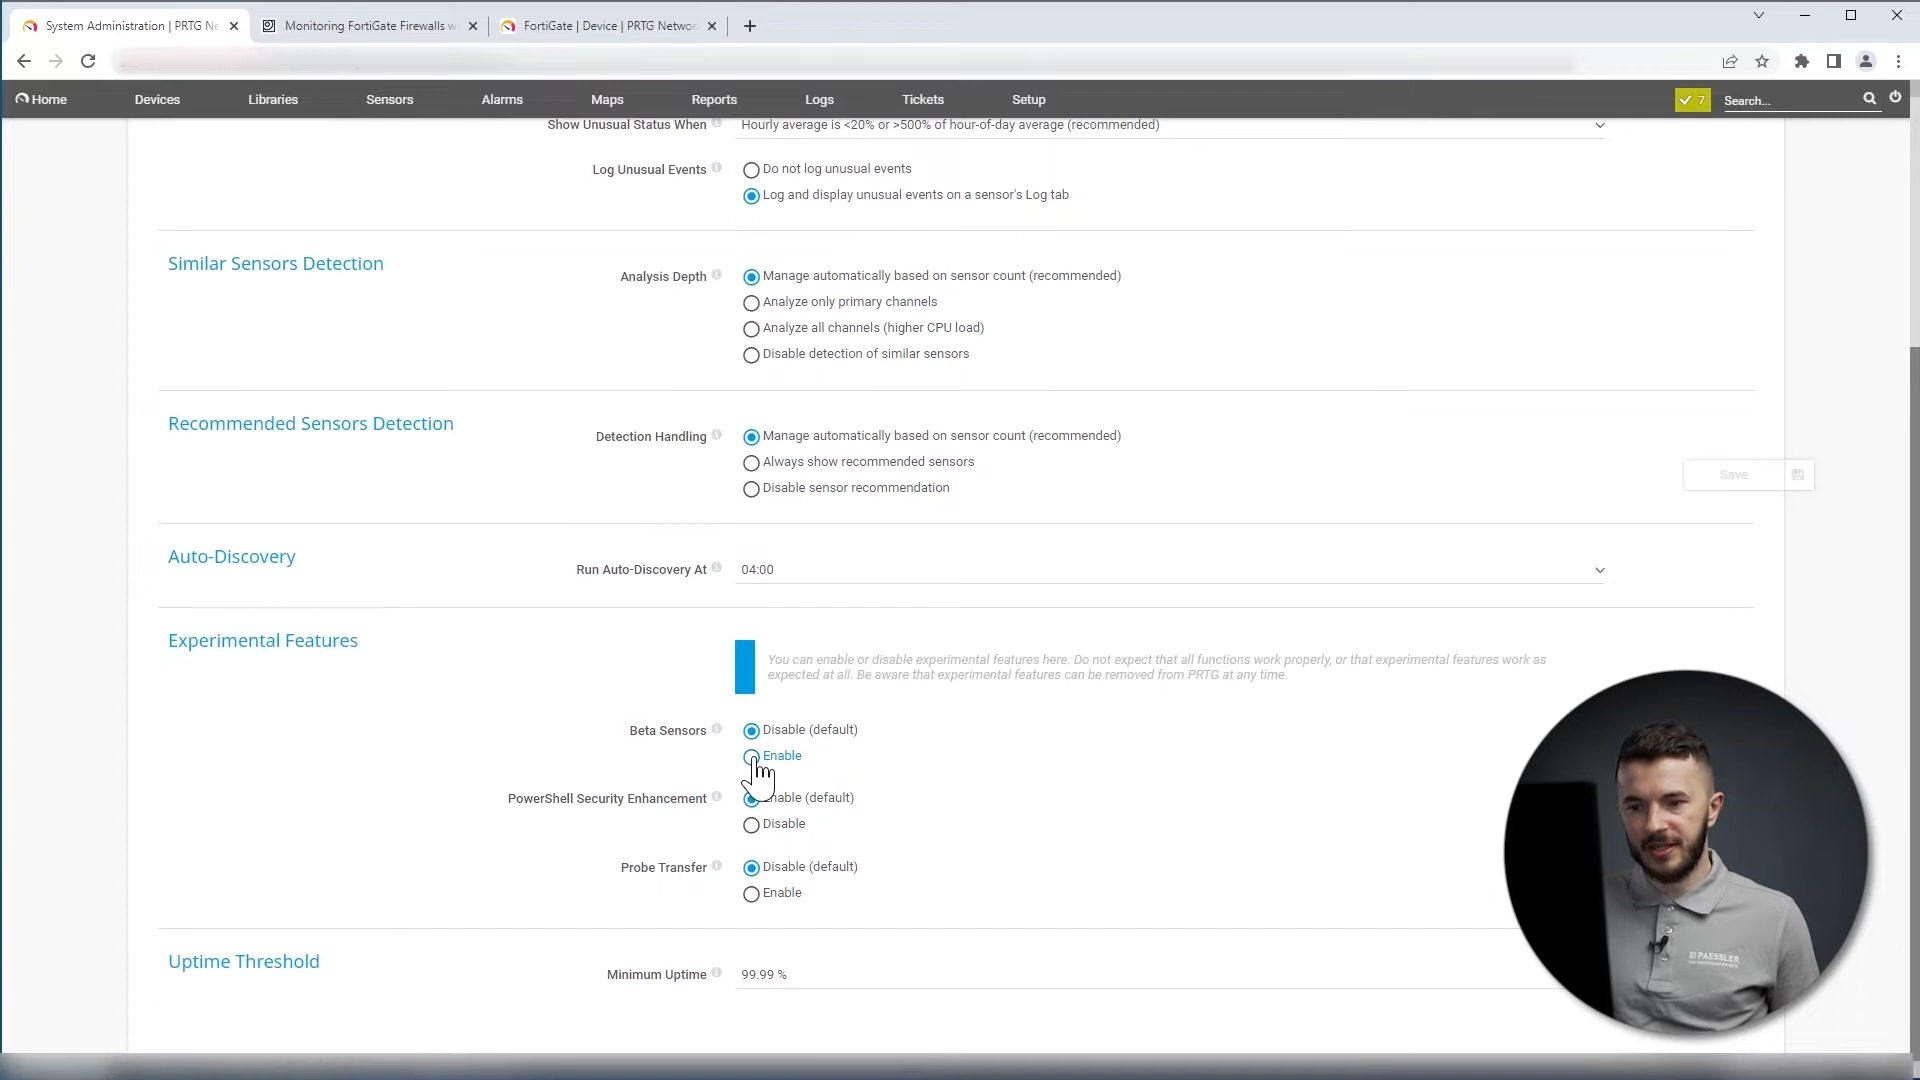 System Administration | PRTG Ne
Monitoring FortiGate Firewalls w
FortiGate | Device | PRTG Networ
Home Devices Libraries Sensors Alarms Maps Reports Logs Tickets Setup 7 Search...
Show Unusual Status When Hourly average is <20% or >500% of hour-of-day average (recommended)
Log Unusual Events Do not log unusual events
Log and display unusual events on a sensor's Log tab
Similar Sensors Detection
Analysis Depth Manage automatically based on sensor count (recommended)
Analyze only primary channels
Analyze all channels (higher CPU load)
Disable detection of similar sensors
Recommended Sensors Detection
Detection Handling Manage automatically based on sensor count (recommended)
Always show recommended sensors
Disable sensor recommendation
Save
Auto-Discovery
Run Auto-Discovery At 04:00
Experimental Features
You can enable or disable experimental features here. Do not expect that all functions work properly, or that experimental features work as
expected at all. Be aware that experimental features can be removed from PRTG at any time.
Beta Sensors Disable (default)
Enable
PowerShell Security Enhancement Enable (default)
Disable
Probe Transfer Disable (default)
Enable
Uptime Threshold
Minimum Uptime 99.99 %
PAESSLER